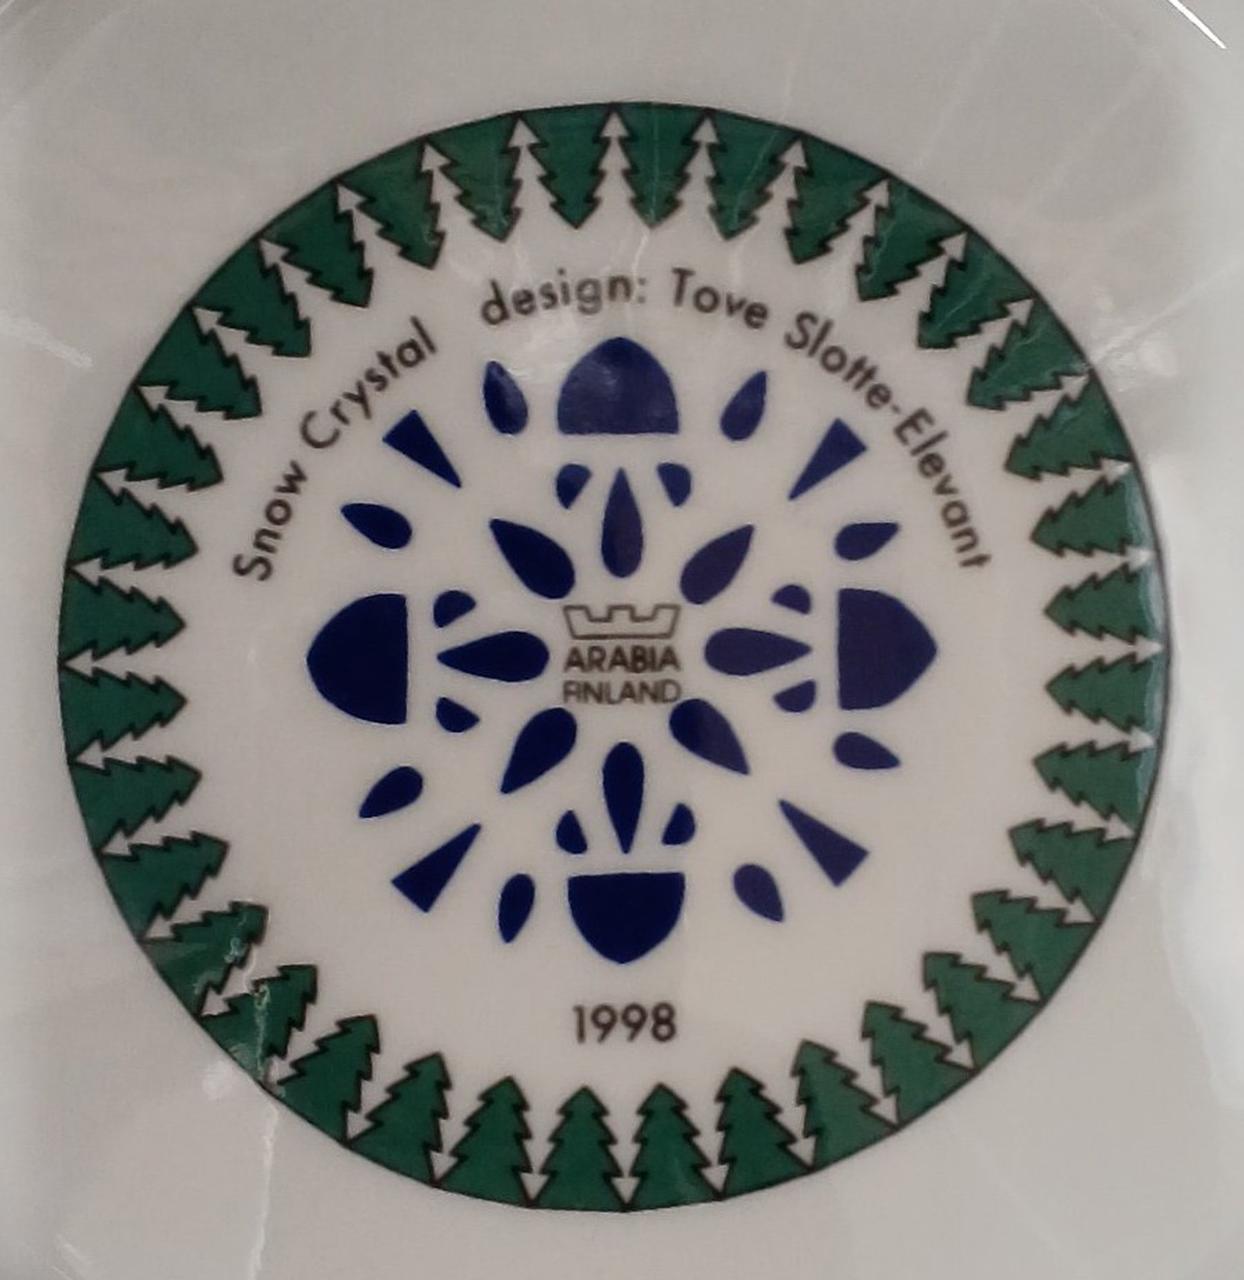 Snow Crystal design: Tove Slotte-Elevant
ARABIA
FINLAND
1998